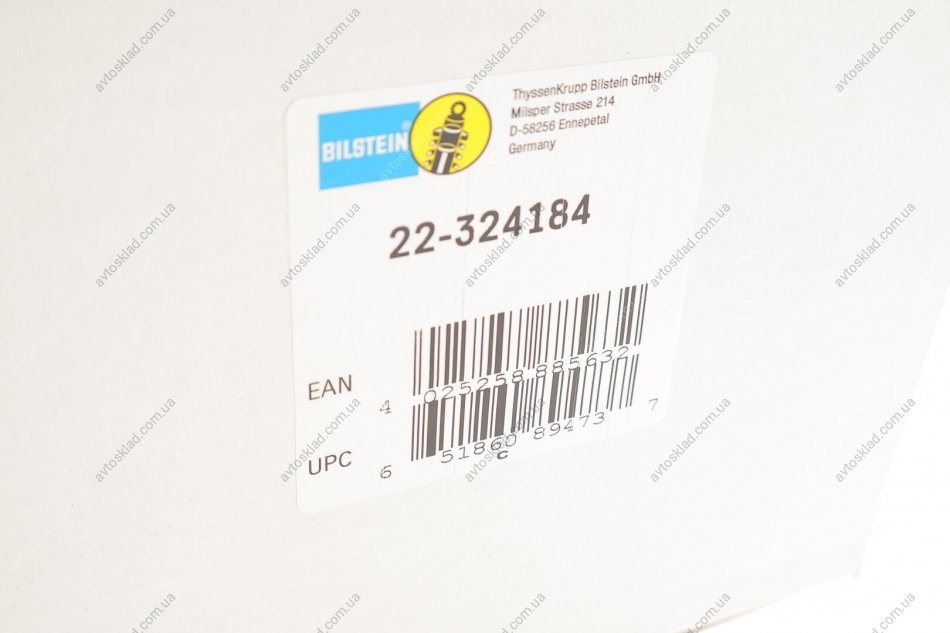 BILSTEIN®
ThyssenKrupp Bilstein GmbH
Milsper Strasse 214
D-58256 Ennepetal
Germany
22-324184
EAN
4 025258 885632
UPC
6 51860 89473 7
C
avtosklad.com.ua